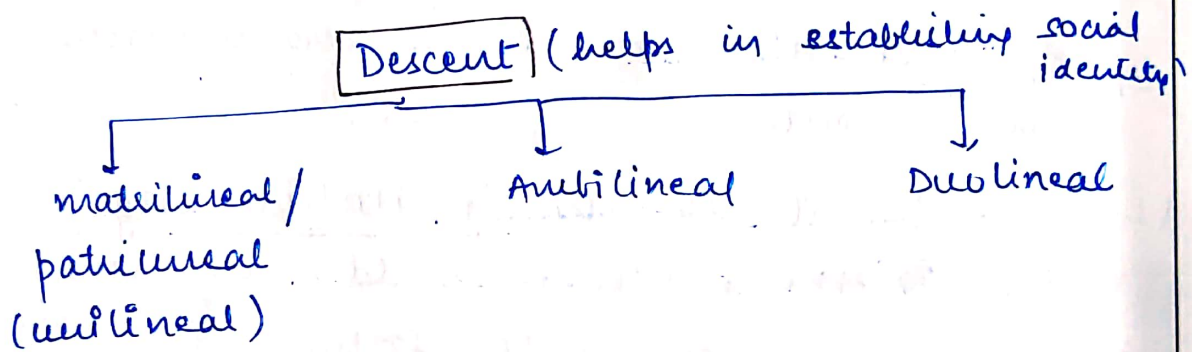 Descent (helps in establishing social
identity)
matrilineal/ Ambilineal Duolineal
patrilineal
(unilineal)